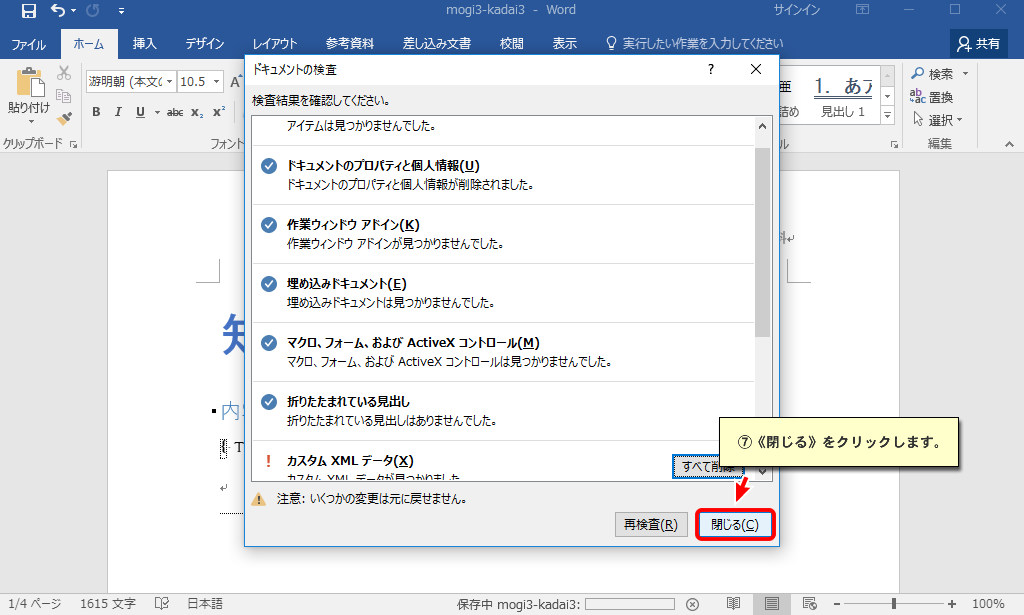 mogi3-kadai3 - Word
サインイン
ファイル ホーム 挿入 デザイン レイアウト 参考資料 差し込み文書 校閲 表示 実行したい作業を入力してください 共有
貼り付け
クリップボード
游明朝 (本文の 10.5 A
B I U abc X₂ X²
フォント
1. あア
見出し 1
検索
置換
選択
編集
ドキュメントの検査
?
検査結果を確認してください。
アイテムは見つかりませんでした。
ドキュメントのプロパティと個人情報(U)
ドキュメントのプロパティと個人情報が削除されました。
作業ウィンドウ アドイン(K)
作業ウィンドウ アドインが見つかりませんでした。
埋め込みドキュメント(E)
埋め込みドキュメントは見つかりませんでした。
マクロ、フォーム、および ActiveX コントロール(M)
マクロ、フォーム、および ActiveX コントロールは見つかりませんでした。
折りたたまれている見出し
折りたたまれている見出しはありませんでした。
! カスタム XML データ(X)
カスタム XML データが見つかりました。
すべて削除
⑦《閉じる》をクリックします。
注意: いくつかの変更は元に戻せません。
再検査(R) 閉じる(C)
内
T
1/4 ページ 1615 文字 日本語 保存中 mogi3-kadai3: 100%